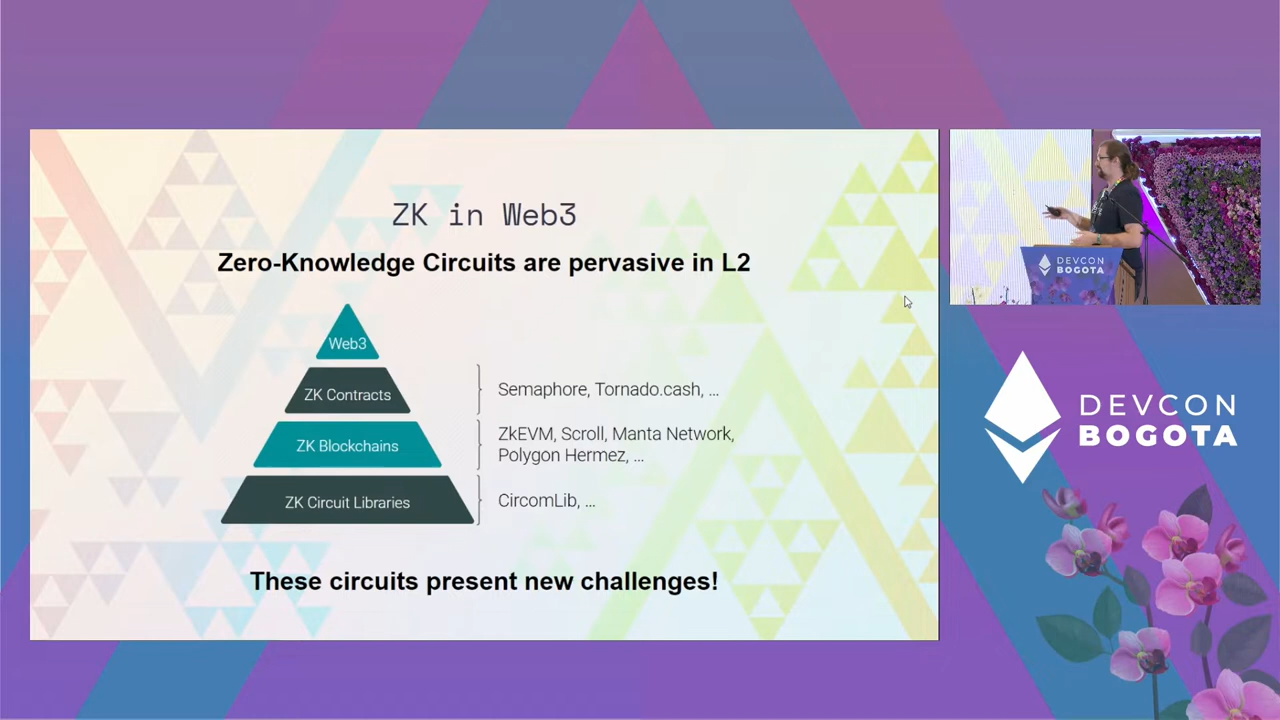 ZK in Web3
Zero-Knowledge Circuits are pervasive in L2
Web3
ZK Contracts
Semaphore, Tornado.cash, ...
ZK Blockchains
ZkEVM, Scroll, Manta Network,
Polygon Hermez, ...
ZK Circuit Libraries
CircomLib, ...
These circuits present new challenges!
DEVCON
BOGOTA
DEVCON
BOGOTA